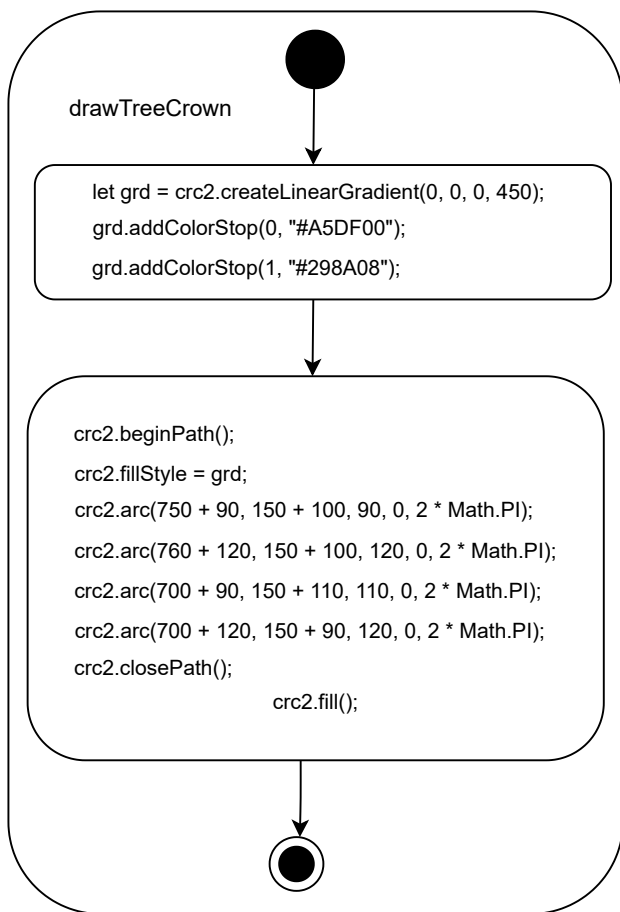 drawTreeCrown
let grd = crc2.createLinearGradient(0, 0, 0, 450);
grd.addColorStop(0, "#A5DF00");
grd.addColorStop(1, "#298A08");
crc2.beginPath();
crc2.fillStyle = grd;
crc2.arc(750 + 90, 150 + 100, 90, 0, 2 * Math.PI);
crc2.arc(760 + 120, 150 + 100, 120, 0, 2 * Math.PI);
crc2.arc(700 + 90, 150 + 110, 110, 0, 2 * Math.PI);
crc2.arc(700 + 120, 150 + 90, 120, 0, 2 * Math.PI);
crc2.closePath();
crc2.fill();